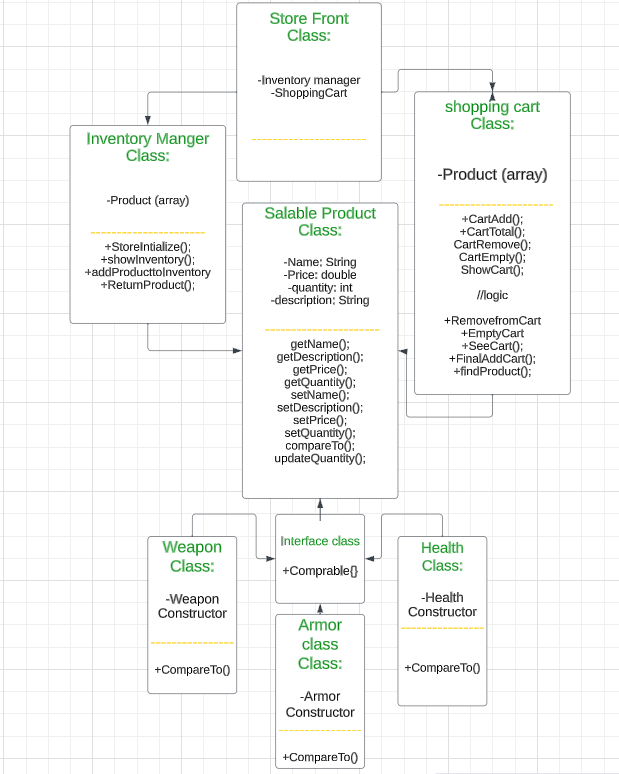 Store Front
Class:
-Inventory manager
-ShoppingCart
Inventory Manger
Class:
-Product (array)
+StoreIntialize();
+showInventory();
+addProducttoInventory
+ReturnProduct();
shopping cart
Class:
-Product (array)
+CartAdd();
+CartTotal();
CartRemove();
CartEmpty();
ShowCart();
//logic
+RemovefromCart
+EmptyCart
+SeeCart();
+FinalAddCart();
+findProduct();
Salable Product
Class:
-Name: String
-Price: double
-quantity: int
-description: String
getName();
getDescription();
getPrice();
getQuantity();
setName();
setDescription();
setPrice();
setQuantity();
compareTo();
updateQuantity();
Interface class
+Comprable{}
Weapon
Class:
-Weapon
Constructor
+CompareTo()
Armor
class
Class:
-Armor
Constructor
+CompareTo()
Health
Class:
-Health
Constructor
+CompareTo()